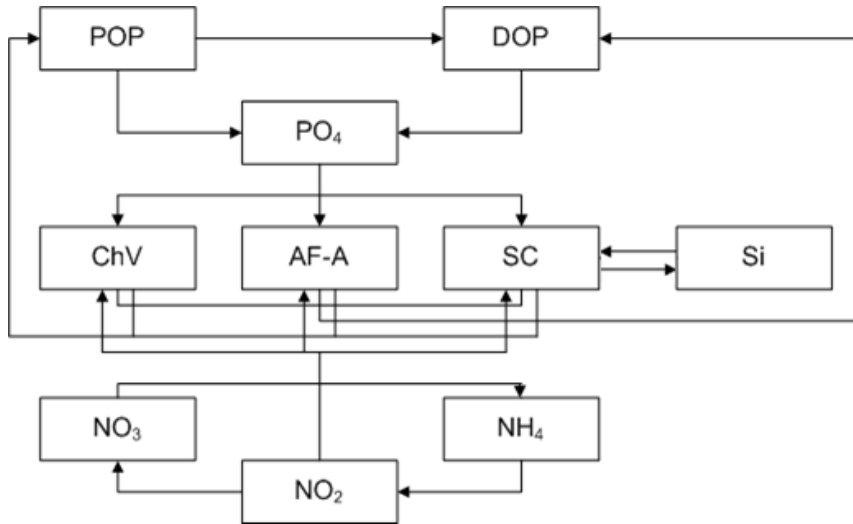 POP
DOP
PO₄
ChV
AF-A
SC
Si
NO₃
NH₄
NO₂